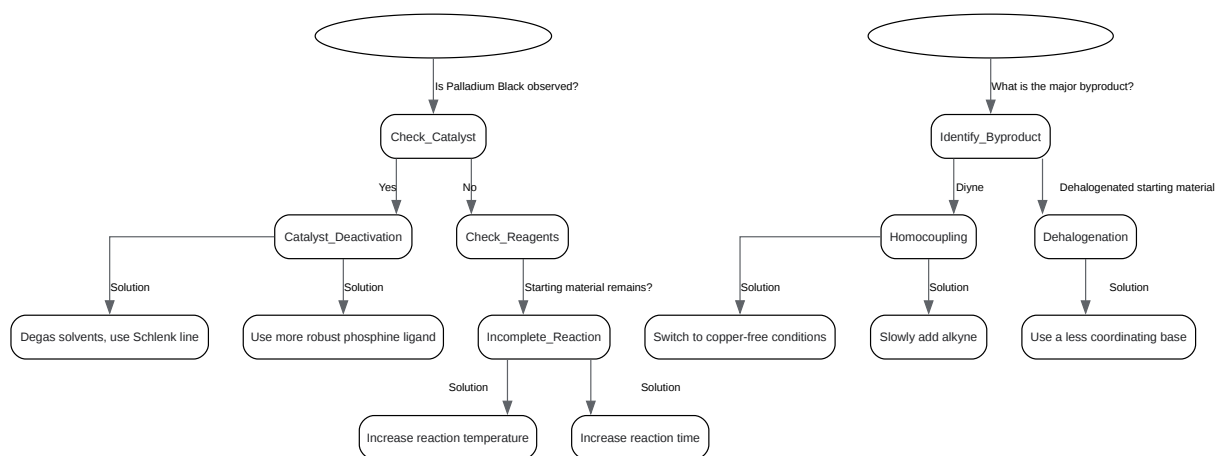 Is Palladium Black observed?
What is the major byproduct?
Check_Catalyst
Identify_Byproduct
Yes
No
Diyne
Dehalogenated starting material
Catalyst_Deactivation
Check_Reagents
Homocoupling
Dehalogenation
Solution
Solution
Starting material remains?
Solution
Solution
Solution
Degas solvents, use Schlenk line
Use more robust phosphine ligand
Incomplete_Reaction
Switch to copper-free conditions
Slowly add alkyne
Use a less coordinating base
Solution
Solution
Increase reaction temperature
Increase reaction time